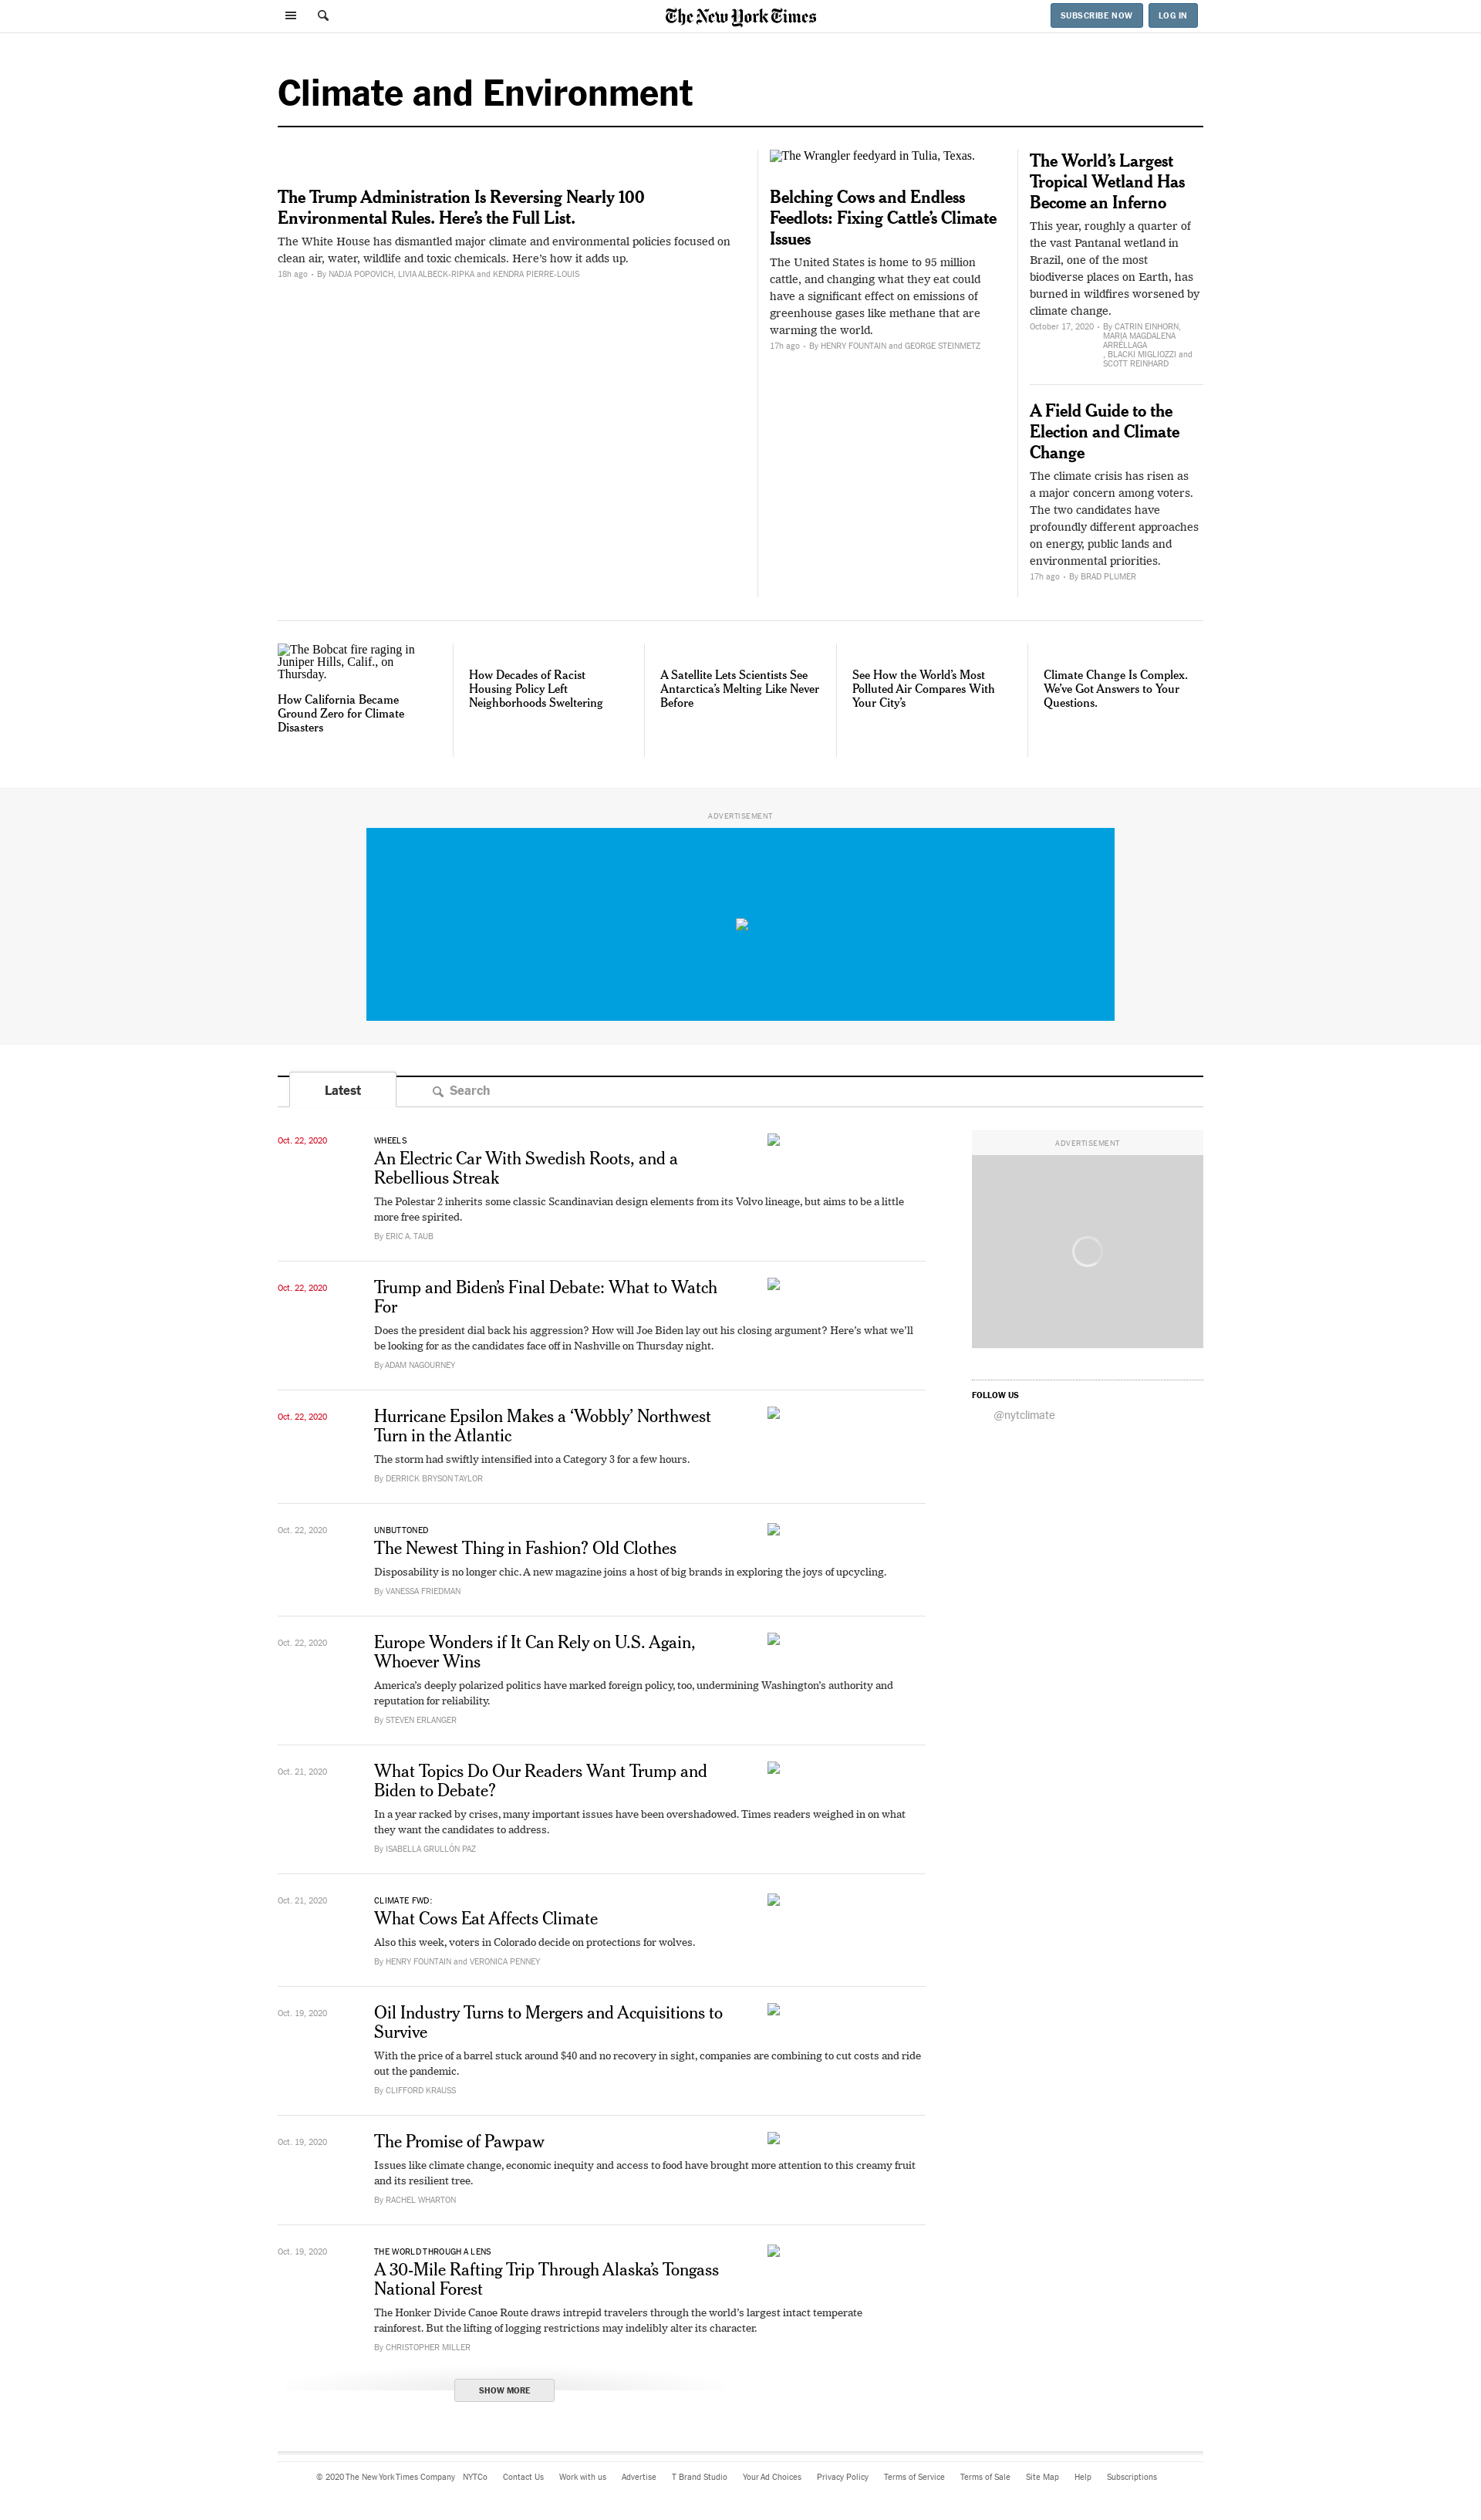 The New York Times
SUBSCRIBE NOW
LOG IN
Climate and Environment
The Trump Administration Is Reversing Nearly 100
Environmental Rules. Here’s the Full List.
The White House has dismantled major climate and environmental policies focused on
clean air, water, wildlife and toxic chemicals. Here’s how it adds up.
18h ago • By NADJA POPOVICH, LIVIA ALBECK-RIPKA and KENDRA PIERRE-LOUIS
The Wrangler feedyard in Tulia, Texas.
Belching Cows and Endless
Feedlots: Fixing Cattle’s Climate
Issues
The United States is home to 95 million
cattle, and changing what they eat could
have a significant effect on emissions of
greenhouse gases like methane that are
warming the world.
17h ago • By HENRY FOUNTAIN and GEORGE STEINMETZ
The World’s Largest
Tropical Wetland Has
Become an Inferno
This year, roughly a quarter of
the vast Pantanal wetland in
Brazil, one of the most
biodiverse places on Earth, has
burned in wildfires worsened by
climate change.
October 17, 2020 • By CATRIN EINHORN,
MARIA MAGDALENA
ARRÉLLAGA
, BLACKI MIGLIOZZI and
SCOTT REINHARD
A Field Guide to the
Election and Climate
Change
The climate crisis has risen as
a major concern among voters.
The two candidates have
profoundly different approaches
on energy, public lands and
environmental priorities.
17h ago • By BRAD PLUMER
The Bobcat fire raging in
Juniper Hills, Calif., on
Thursday.
How California Became
Ground Zero for Climate
Disasters
How Decades of Racist
Housing Policy Left
Neighborhoods Sweltering
A Satellite Lets Scientists See
Antarctica’s Melting Like Never
Before
See How the World’s Most
Polluted Air Compares With
Your City’s
Climate Change Is Complex.
We’ve Got Answers to Your
Questions.
ADVERTISEMENT
Latest
Search
Oct. 22, 2020
WHEELS
An Electric Car With Swedish Roots, and a
Rebellious Streak
The Polestar 2 inherits some classic Scandinavian design elements from its Volvo lineage, but aims to be a little
more free spirited.
By ERIC A. TAUB
Oct. 22, 2020
Trump and Biden’s Final Debate: What to Watch
For
Does the president dial back his aggression? How will Joe Biden lay out his closing argument? Here’s what we’ll
be looking for as the candidates face off in Nashville on Thursday night.
By ADAM NAGOURNEY
Oct. 22, 2020
Hurricane Epsilon Makes a ‘Wobbly’ Northwest
Turn in the Atlantic
The storm had swiftly intensified into a Category 3 for a few hours.
By DERRICK BRYSON TAYLOR
Oct. 22, 2020
UNBUTTONED
The Newest Thing in Fashion? Old Clothes
Disposability is no longer chic. A new magazine joins a host of big brands in exploring the joys of upcycling.
By VANESSA FRIEDMAN
Oct. 22, 2020
Europe Wonders if It Can Rely on U.S. Again,
Whoever Wins
America’s deeply polarized politics have marked foreign policy, too, undermining Washington’s authority and
reputation for reliability.
By STEVEN ERLANGER
Oct. 21, 2020
What Topics Do Our Readers Want Trump and
Biden to Debate?
In a year racked by crises, many important issues have been overshadowed. Times readers weighed in on what
they want the candidates to address.
By ISABELLA GRULLÓN PAZ
Oct. 21, 2020
CLIMATE FWD:
What Cows Eat Affects Climate
Also this week, voters in Colorado decide on protections for wolves.
By HENRY FOUNTAIN and VERONICA PENNEY
Oct. 19, 2020
Oil Industry Turns to Mergers and Acquisitions to
Survive
With the price of a barrel stuck around $40 and no recovery in sight, companies are combining to cut costs and ride
out the pandemic.
By CLIFFORD KRAUSS
Oct. 19, 2020
The Promise of Pawpaw
Issues like climate change, economic inequity and access to food have brought more attention to this creamy fruit
and its resilient tree.
By RACHEL WHARTON
Oct. 19, 2020
THE WORLD THROUGH A LENS
A 30-Mile Rafting Trip Through Alaska’s Tongass
National Forest
The Honker Divide Canoe Route draws intrepid travelers through the world’s largest intact temperate
rainforest. But the lifting of logging restrictions may indelibly alter its character.
By CHRISTOPHER MILLER
SHOW MORE
ADVERTISEMENT
FOLLOW US
@nytclimate
© 2020 The New York Times Company NYTCo Contact Us Work with us Advertise T Brand Studio Your Ad Choices Privacy Policy Terms of Service Terms of Sale Site Map Help Subscriptions